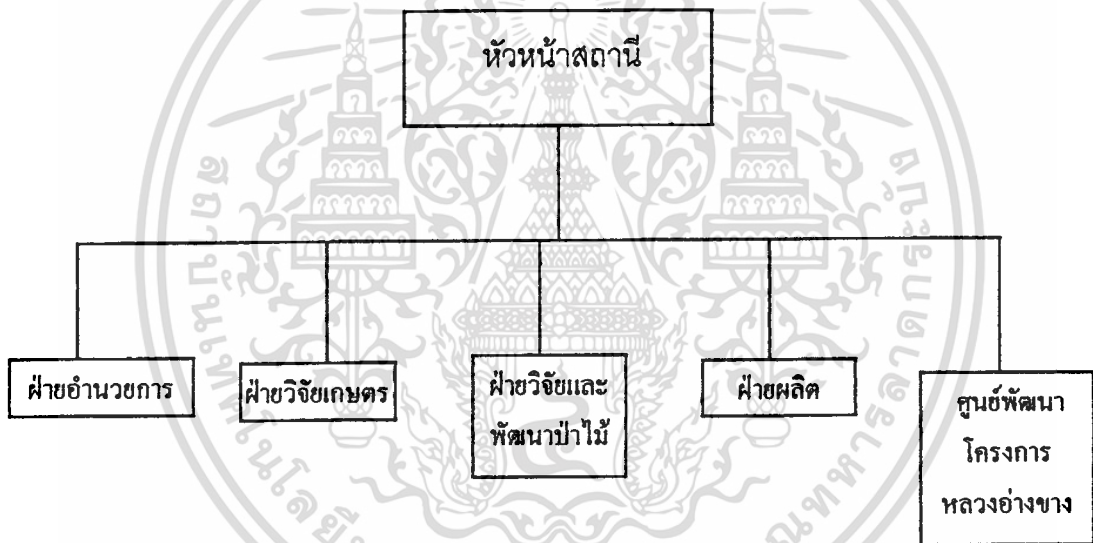 หัวหน้าสถานี
ฝ่ายอำนวยการ
ฝ่ายวิจัยเกษตร
ฝ่ายวิจัยและ
พัฒนาป่าไม้
ฝ่ายผลิต
ศูนย์พัฒนา
โครงการ
หลวงอ่างขาง